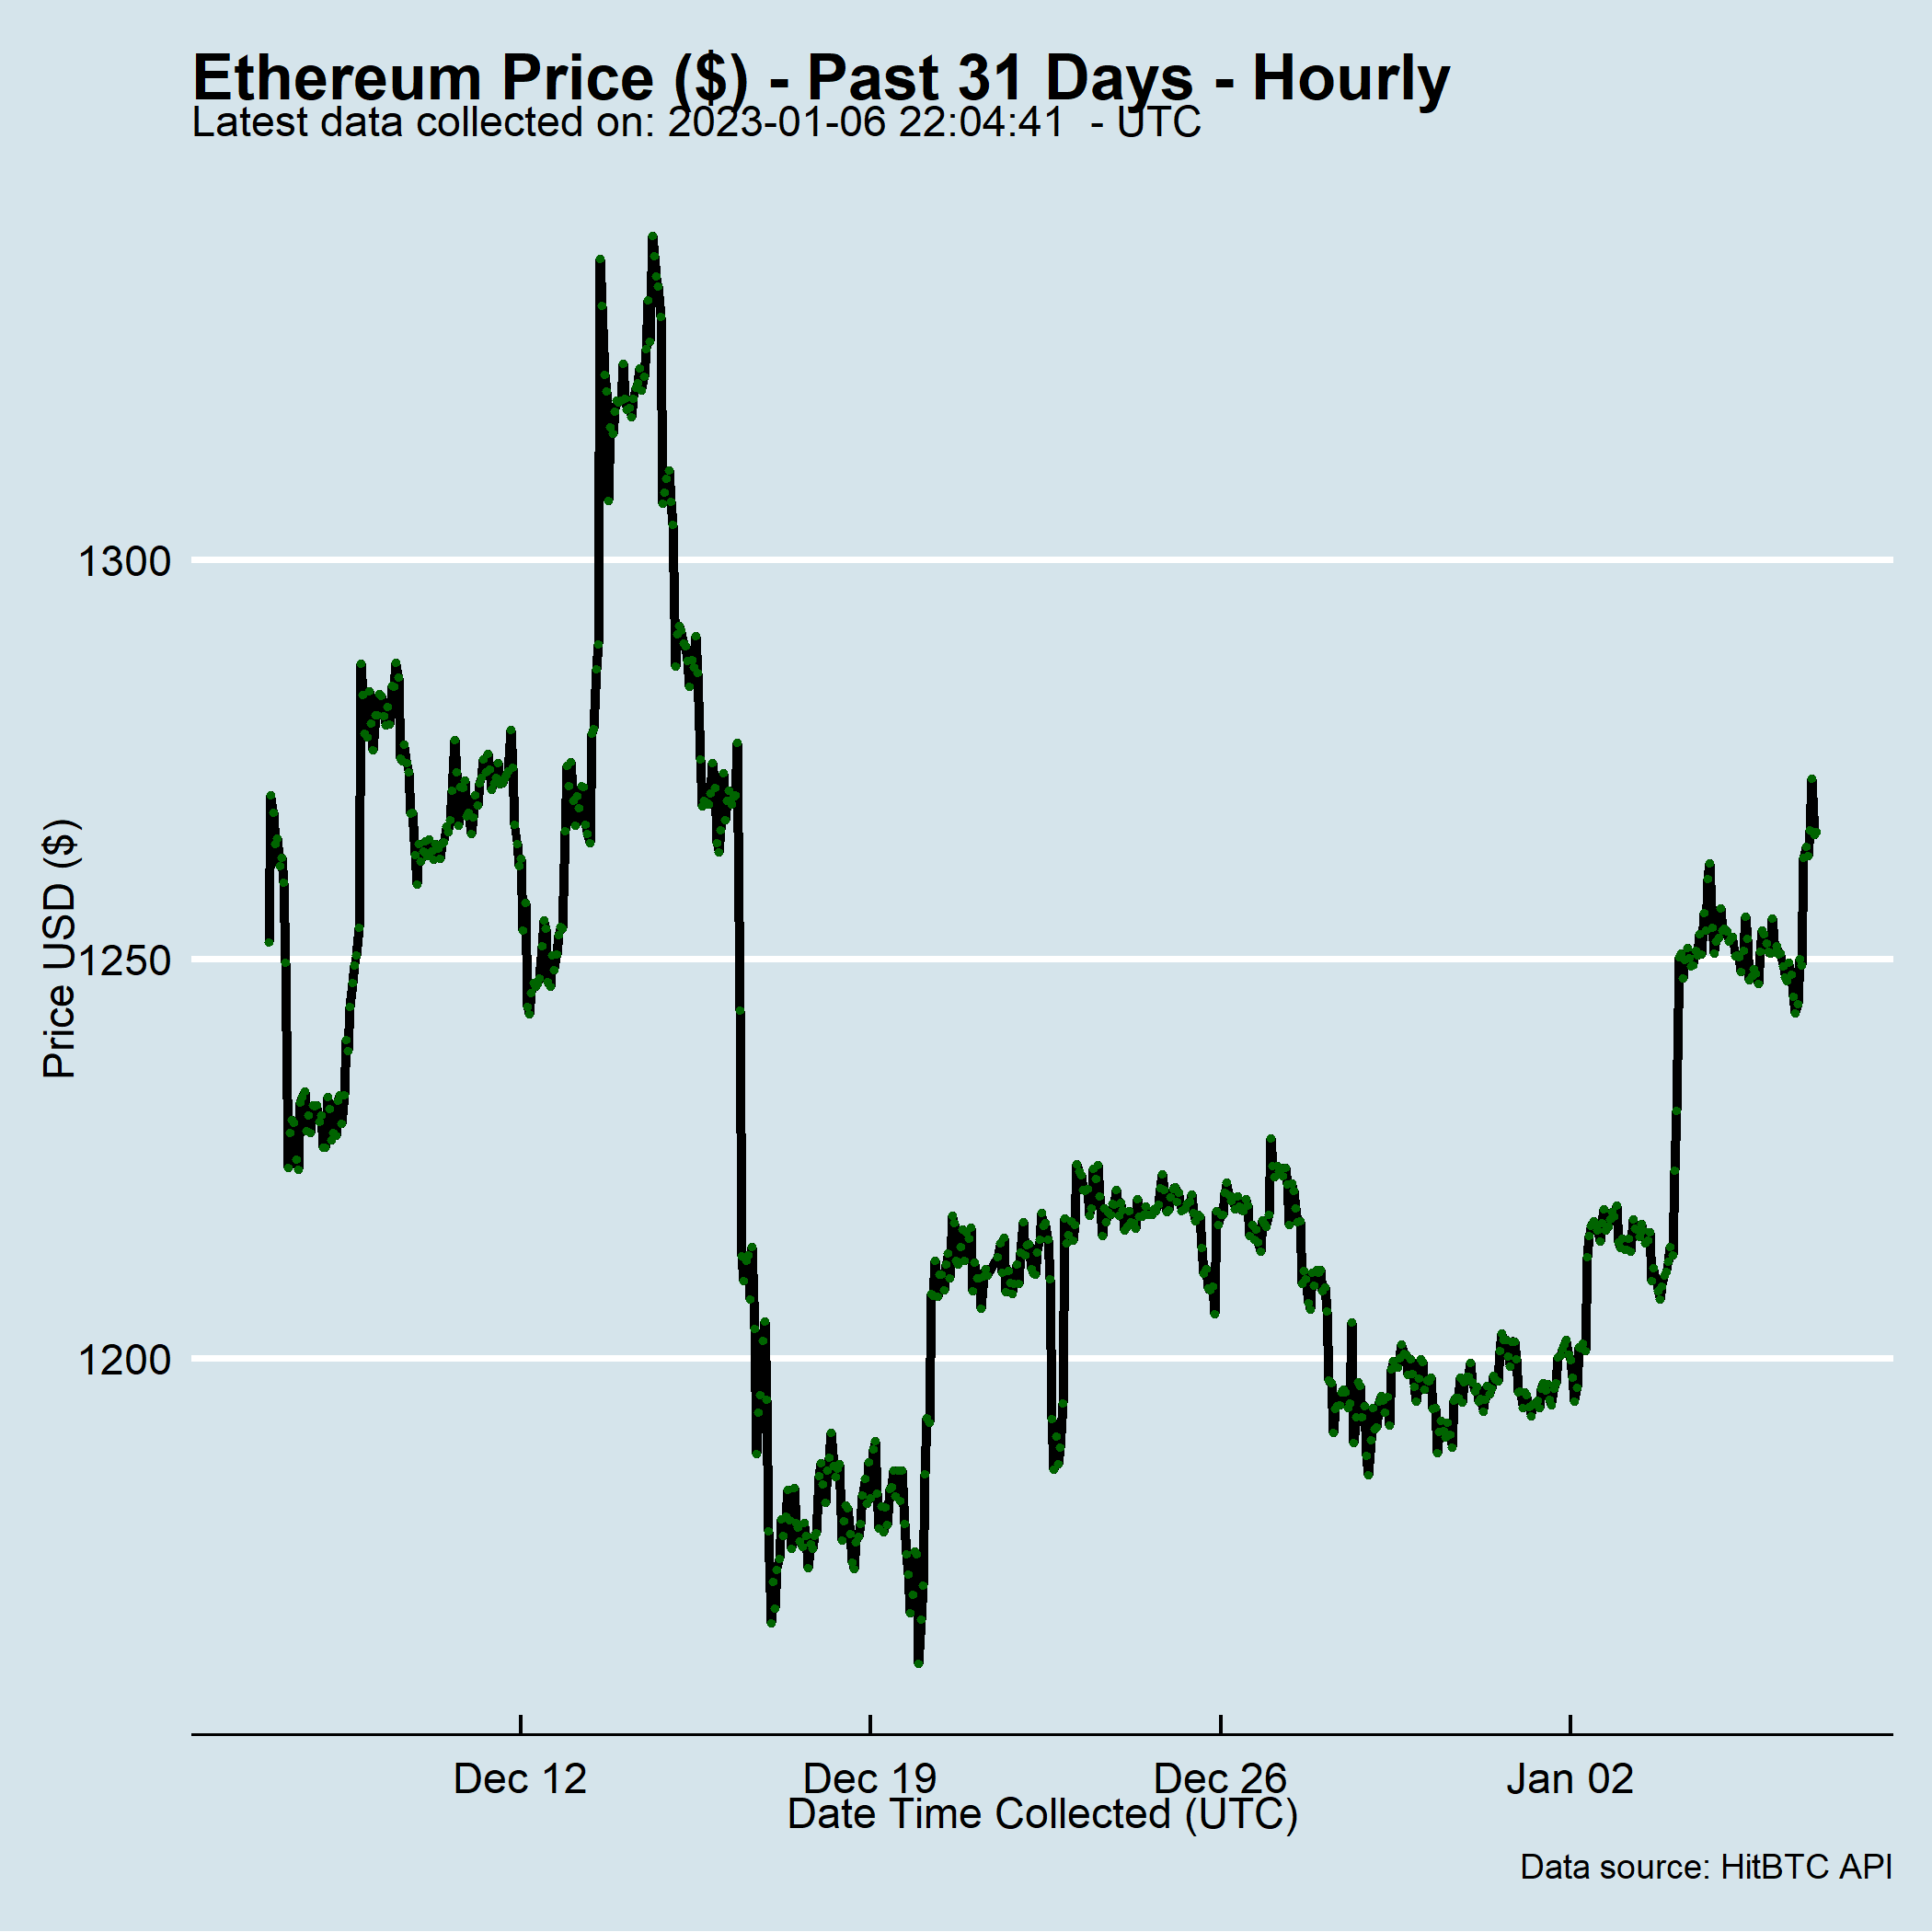 Ethereum Price ($) - Past 31 Days - Hourly
Latest data collected on: 2023-01-06 22:04:41  - UTC
Price USD ($)
1300
1250
1200
Dec 12
Dec 19
Dec 26
Jan 02
Date Time Collected (UTC)
Data source: HitBTC API